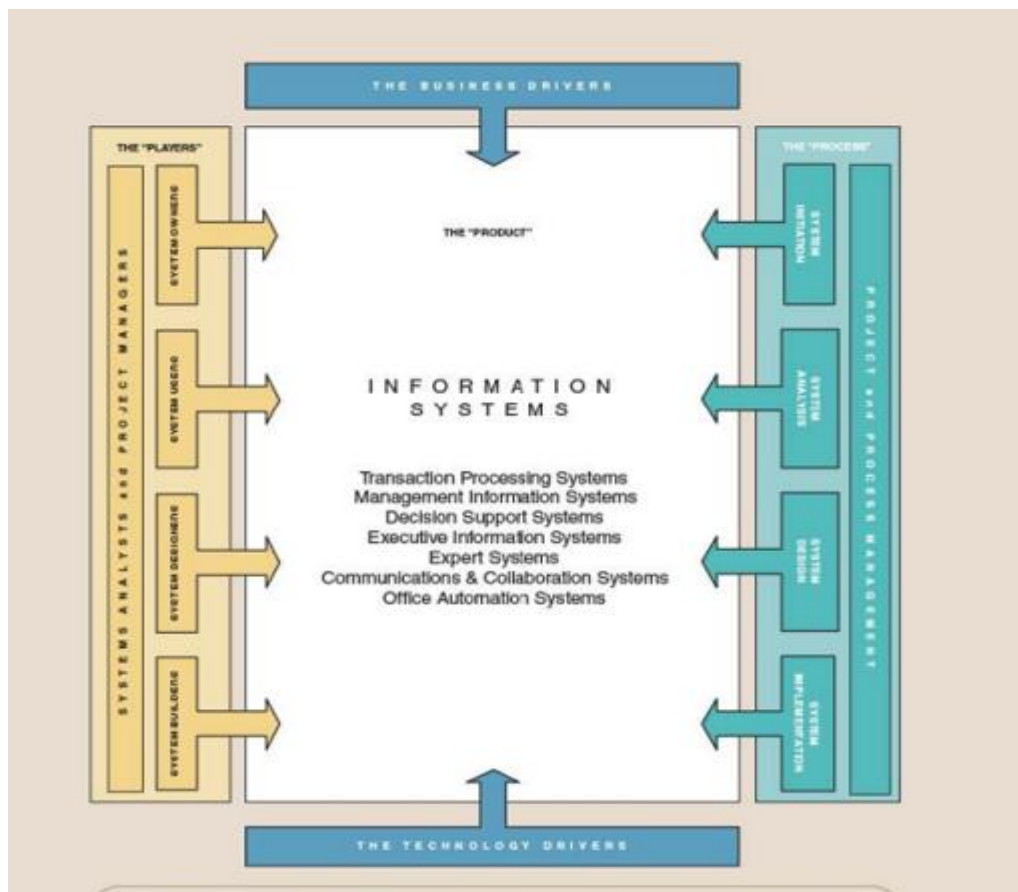 THE BUSINESS DRIVERS
THE "PLAYERS"
SYSTEMS ANALYSTS and PROJECT MANAGERS
SYSTEM OWNERS
SYSTEM USERS
SYSTEM DESIGNERS
SYSTEM BUILDERS
THE "PRODUCT"
INFORMATION
SYSTEMS
Transaction Processing Systems
Management Information Systems
Decision Support Systems
Executive Information Systems
Expert Systems
Communications & Collaboration Systems
Office Automation Systems
THE "PROCESS"
SYSTEM
INITIATION
SYSTEM
ANALYSIS
SYSTEM
DESIGN
SYSTEM
IMPLEMENTATION
PROJECT and PROCESS MANAGEMENT
THE TECHNOLOGY DRIVERS